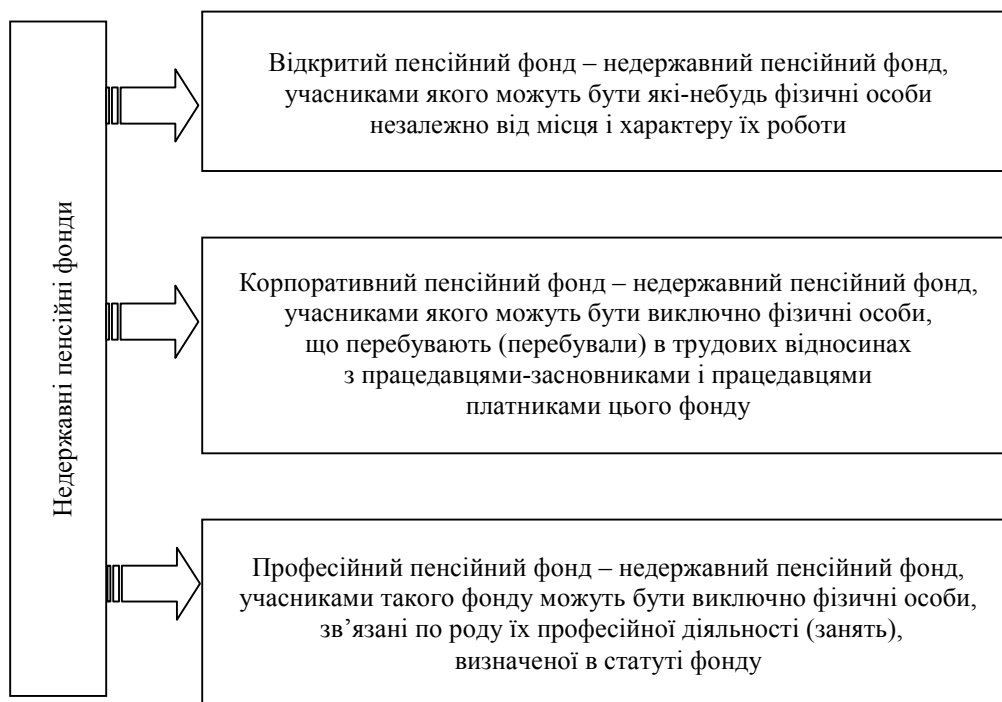 Недержавні пенсійні фонди
Відкритий пенсійний фонд – недержавний пенсійний фонд,
учасниками якого можуть бути які-небудь фізичні особи
незалежно від місця і характеру їх роботи
Корпоративний пенсійний фонд – недержавний пенсійний фонд,
учасниками якого можуть бути виключно фізичні особи,
що перебувають (перебували) в трудових відносинах
з працедавцями-засновниками і працедавцями
платниками цього фонду
Професійний пенсійний фонд – недержавний пенсійний фонд,
учасниками такого фонду можуть бути виключно фізичні особи,
зв’язані по роду їх професійної діяльності (занять),
визначеної в статуті фонду